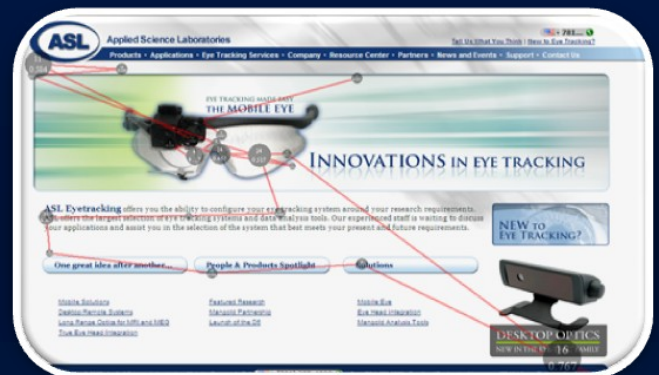 ASL Applied Science Laboratories
Tell Us What You Think | New to Eye Tracking?
Products • Applications • Eye Tracking Services • Company • Resource Center • Partners • News and Events • Support • Contact Us
EYE TRACKING MADE EASY
THE MOBILE EYE
INNOVATIONS IN EYE TRACKING
ASL Eyetracking offers you the ability to configure your eye tracking system around your research requirements.
ASL offers the largest selection of eye tracking systems and data analysis tools. Our experienced staff is waiting to discuss
your applications and assist you in the selection of the system that best meets your present and future requirements.
NEW TO
EYE TRACKING?
One great idea after another... People & Products Spotlight Solutions
Mobile Solutions Featured Research Mobile Eye
Desktop Remote Systems Mangold Partnership Eye Head Integration
Long Range Optics for MRI and MEG Launch of the D6 Mangold Analysis Tools
True Eye Head Integration
DESKTOP OPTICS
NEW IN THE 16 FAMILY
0.767